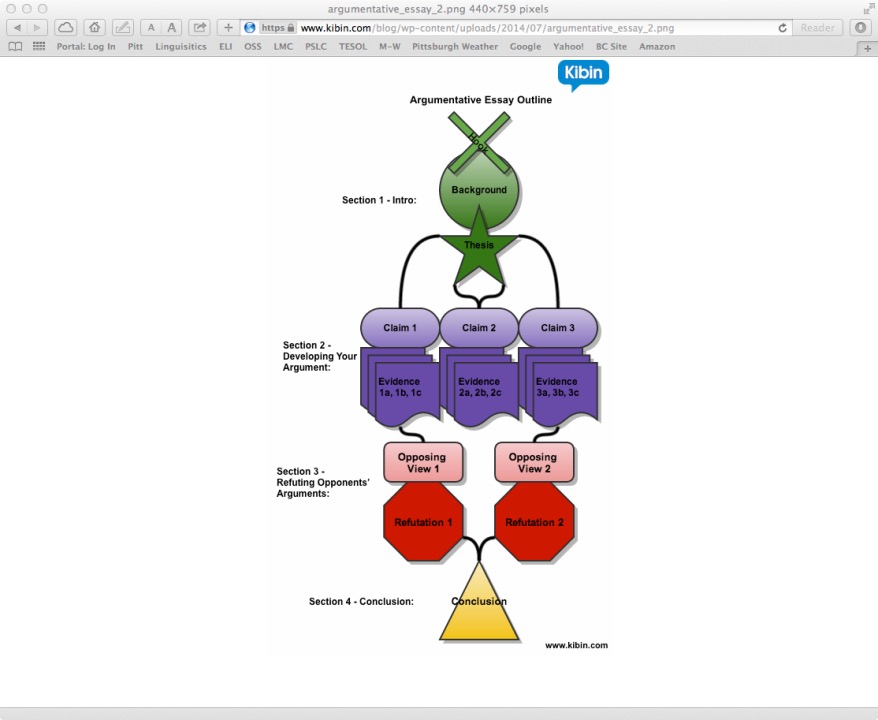 argumentative_essay_2.png 440×759 pixels
A A + https www.kibin.com/blog/wp-content/uploads/2014/07/argumentative_essay_2.png Reader
Portal: Log In Pitt Linguisitics ELI OSS LMC PSLC TESOL M-W Pittsburgh Weather Google Yahoo! BC Site Amazon +
Kibin
Argumentative Essay Outline
Hook
Background
Section 1 - Intro:
Thesis
Claim 1 Claim 2 Claim 3
Section 2 -
Developing Your
Argument:
Evidence
1a, 1b, 1c
Evidence
2a, 2b, 2c
Evidence
3a, 3b, 3c
Opposing
View 1
Opposing
View 2
Section 3 -
Refuting Opponents'
Arguments:
Refutation 1 Refutation 2
Section 4 - Conclusion:
Conclusion
www.kibin.com